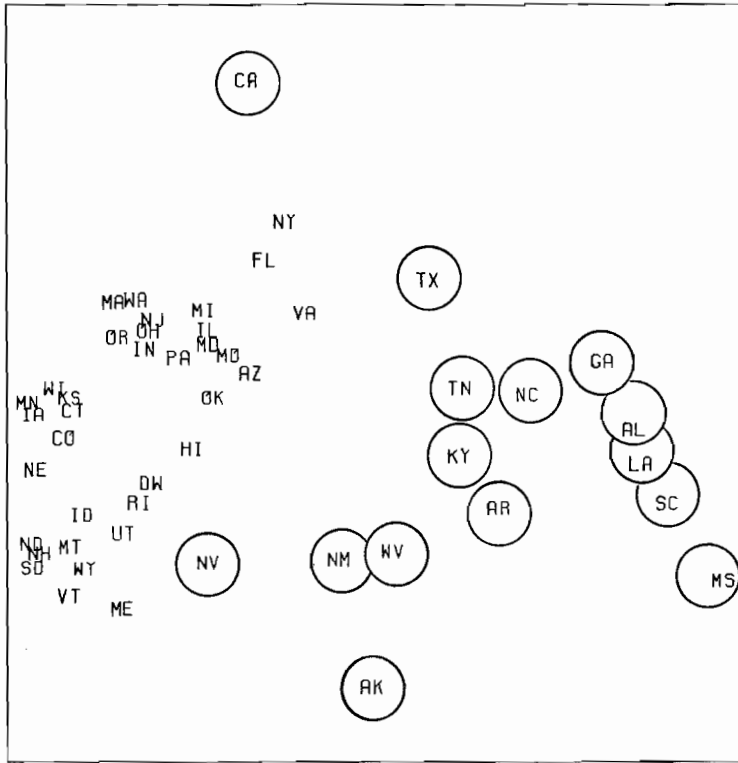 CA
NY
FL
TX
MA WA
MI
VA
NJ
OR OH IL
IN MD
PA MO
GA
AZ
WI
TN NC
MN KS
OK
IA CT
AL
CO
HI KY
LA
NE
DW
SC
RI
AR
ID
UT
ND MT
NH WV
NV NM
SD WY
MS
VT
ME
AK